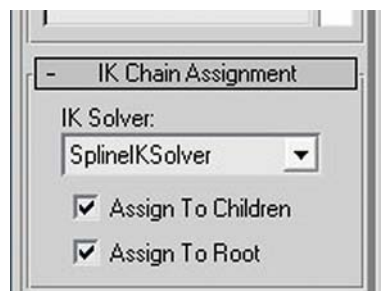 - IK Chain Assignment
IK Solver:
SplineIKSolver
Assign To Children
Assign To Root